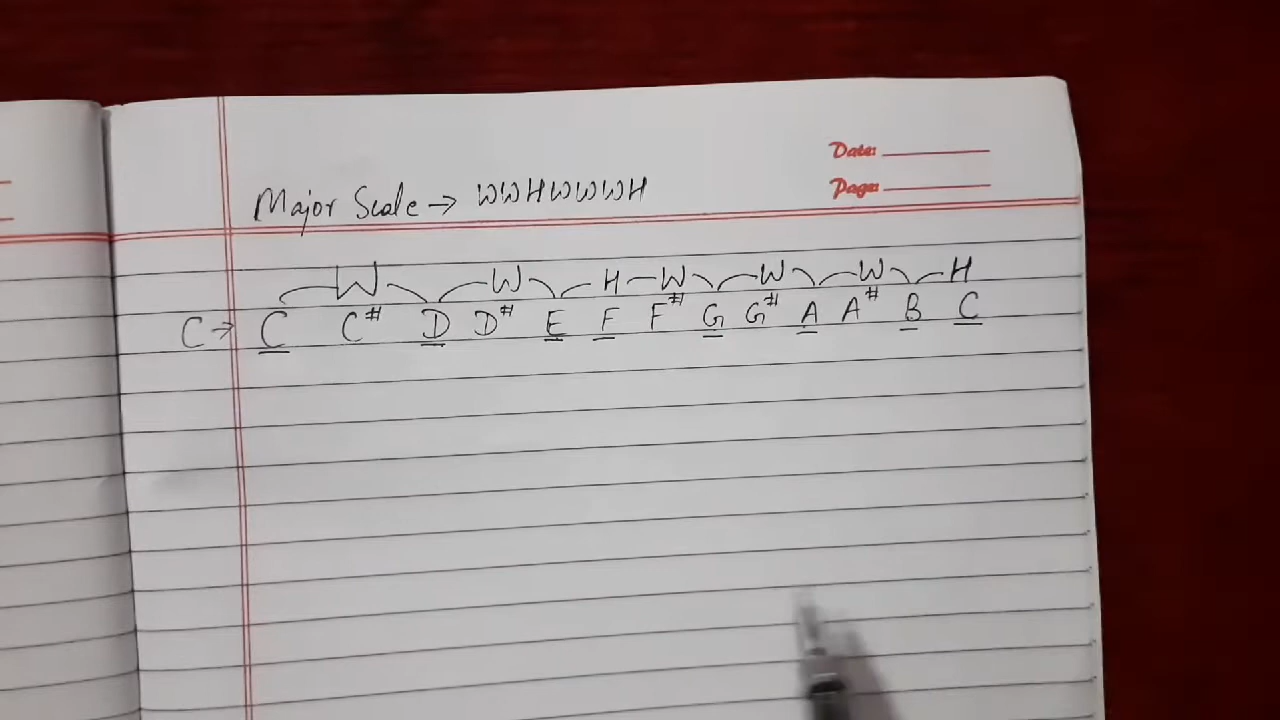 Date:
Page:
Major Scale → WWHWWWH
W W H W W W H
C → C C# D D# E F F# G G# A A# B C